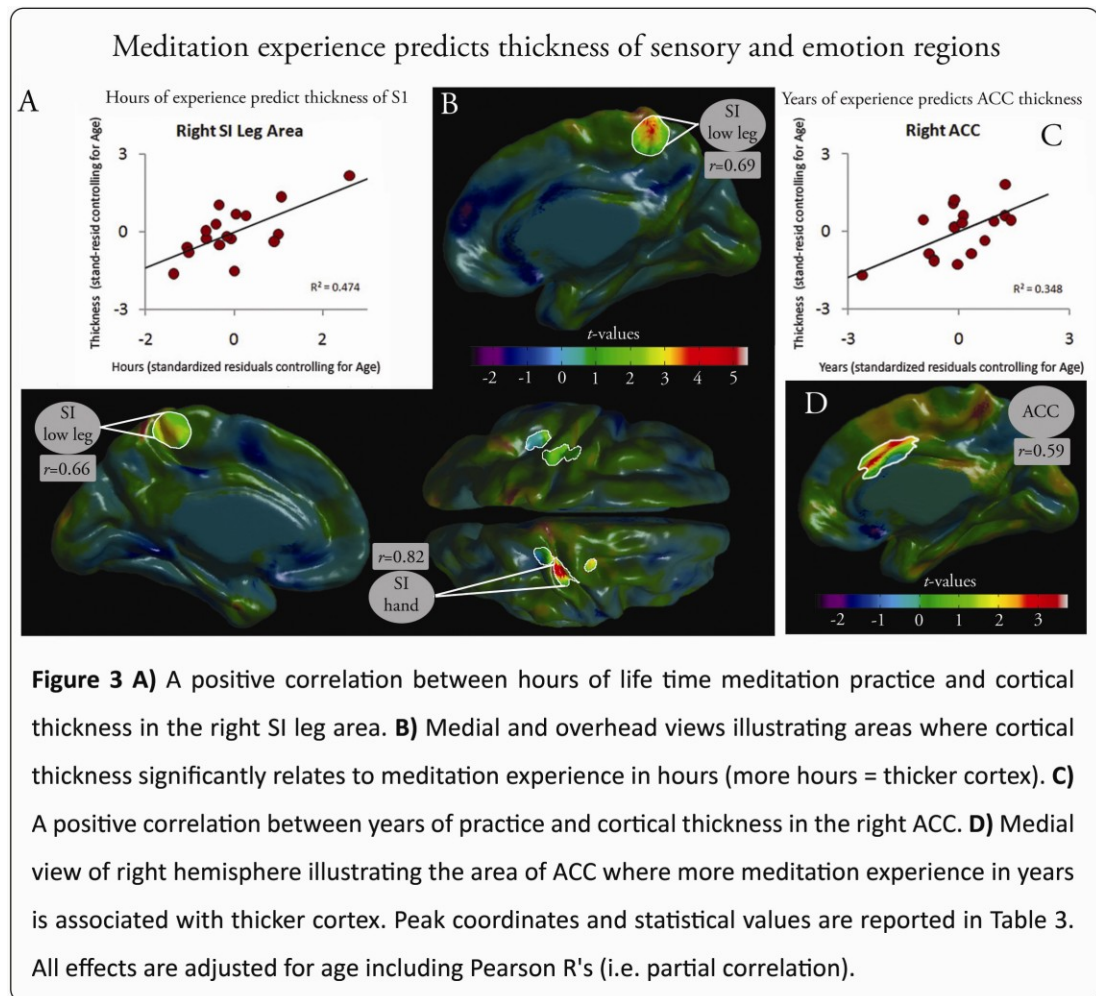 Meditation experience predicts thickness of sensory and emotion regions
A
Hours of experience predict thickness of S1
Right SI Leg Area
Thickness (stand-resid controlling for Age)
3
0
-3
-2
0
2
R² = 0.474
Hours (standardized residuals controlling for Age)
B
SI
low leg
r=0.69
t-values
-2 -1 0 1 2 3 4 5
SI
low leg
r=0.66
r=0.82
SI
hand
Years of experience predicts ACC thickness
Right ACC
C
Thickness (stand-resid controlling for Age)
3
0
-3
-3
0
3
R² = 0.348
Years (standardized residuals controlling for Age)
D
ACC
r=0.59
t-values
-2 -1 0 1 2 3
Figure 3 A) A positive correlation between hours of life time meditation practice and cortical
thickness in the right SI leg area. B) Medial and overhead views illustrating areas where cortical
thickness significantly relates to meditation experience in hours (more hours = thicker cortex). C)
A positive correlation between years of practice and cortical thickness in the right ACC. D) Medial
view of right hemisphere illustrating the area of ACC where more meditation experience in years
is associated with thicker cortex. Peak coordinates and statistical values are reported in Table 3.
All effects are adjusted for age including Pearson R's (i.e. partial correlation).